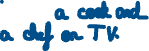 a cook and
a chef on TV.